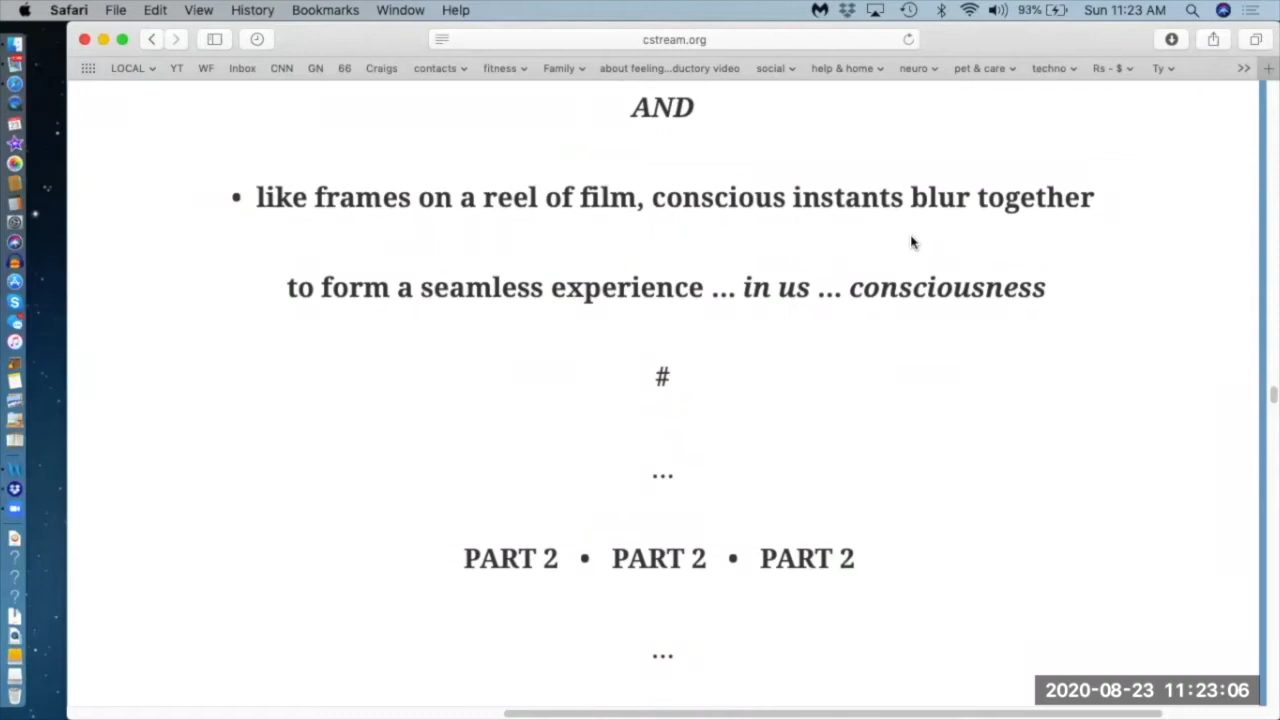 Safari File Edit View History Bookmarks Window Help 93% Sun 11:23 AM
cstream.org
LOCAL YT WF Inbox CNN GN 66 Craigs contacts fitness Family about feeling...ductory video social help & home neuro pet & care techno Rs - $ Ty >> +
AND
• like frames on a reel of film, conscious instants blur together
to form a seamless experience ... in us ... consciousness
#
...
PART 2 • PART 2 • PART 2
...
2020-08-23 11:23:06